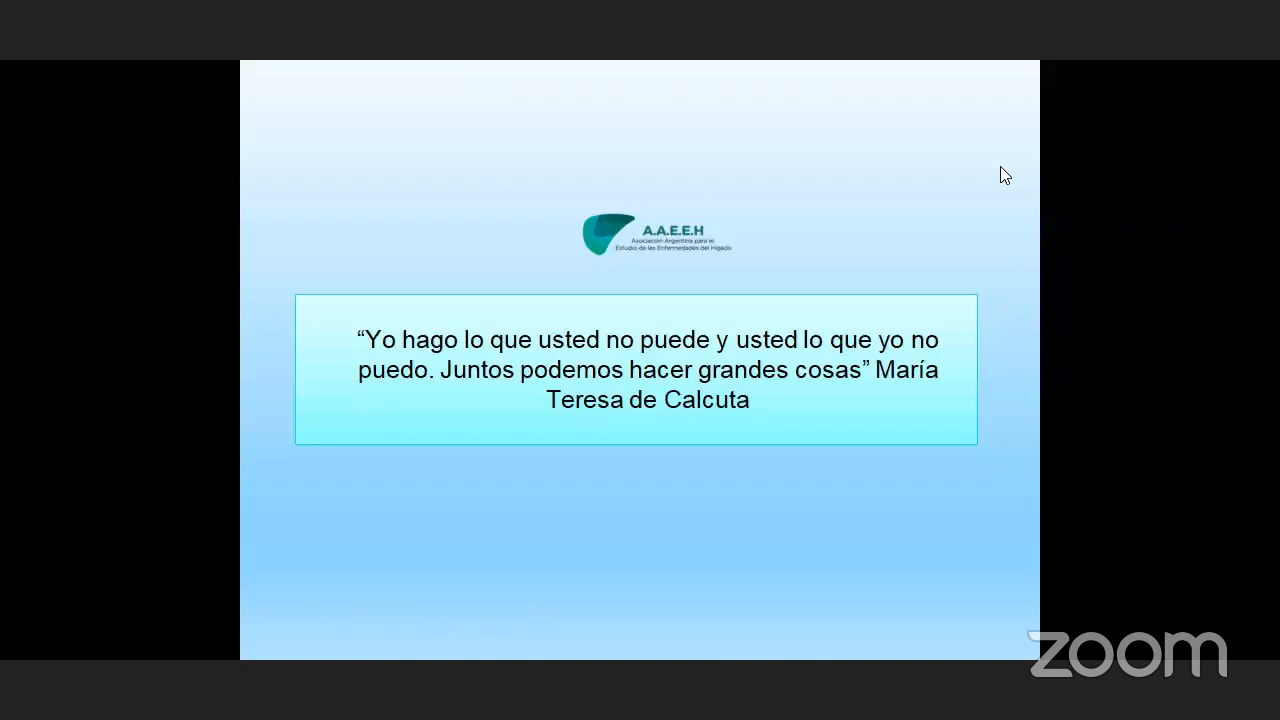 A.A.E.E.H
Asociación Argentina para el
Estudio de las Enfermedades del Hígado
“Yo hago lo que usted no puede y usted lo que yo no
puedo. Juntos podemos hacer grandes cosas” María
Teresa de Calcuta
zoom